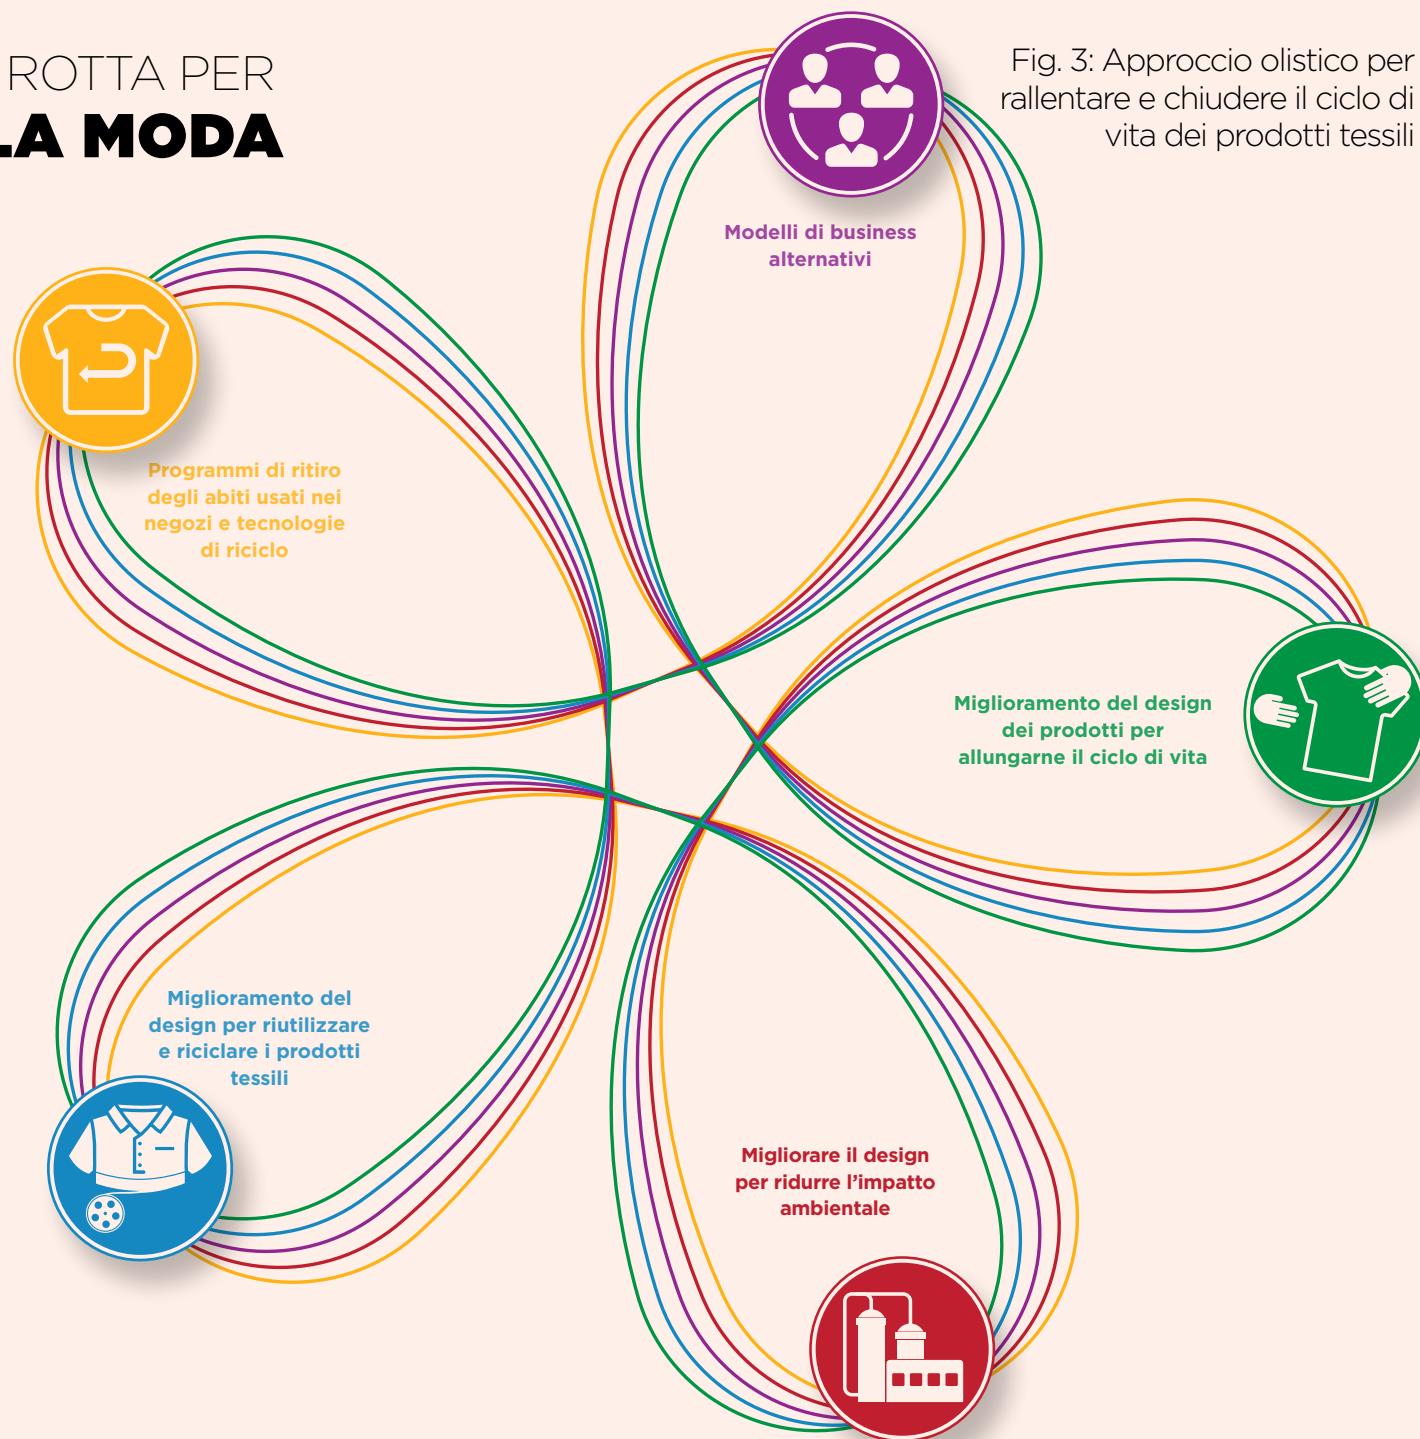 ROTTA PER
LA MODA
Fig. 3: Approccio olistico per
rallentare e chiudere il ciclo di
vita dei prodotti tessili
Modelli di business
alternativi
Programmi di ritiro
degli abiti usati nei
negozi e tecnologie
di riciclo
Miglioramento del design
dei prodotti per
allungarne il ciclo di vita
Miglioramento del
design per riutilizzare
e riciclare i prodotti
tessili
Migliorare il design
per ridurre l’impatto
ambientale